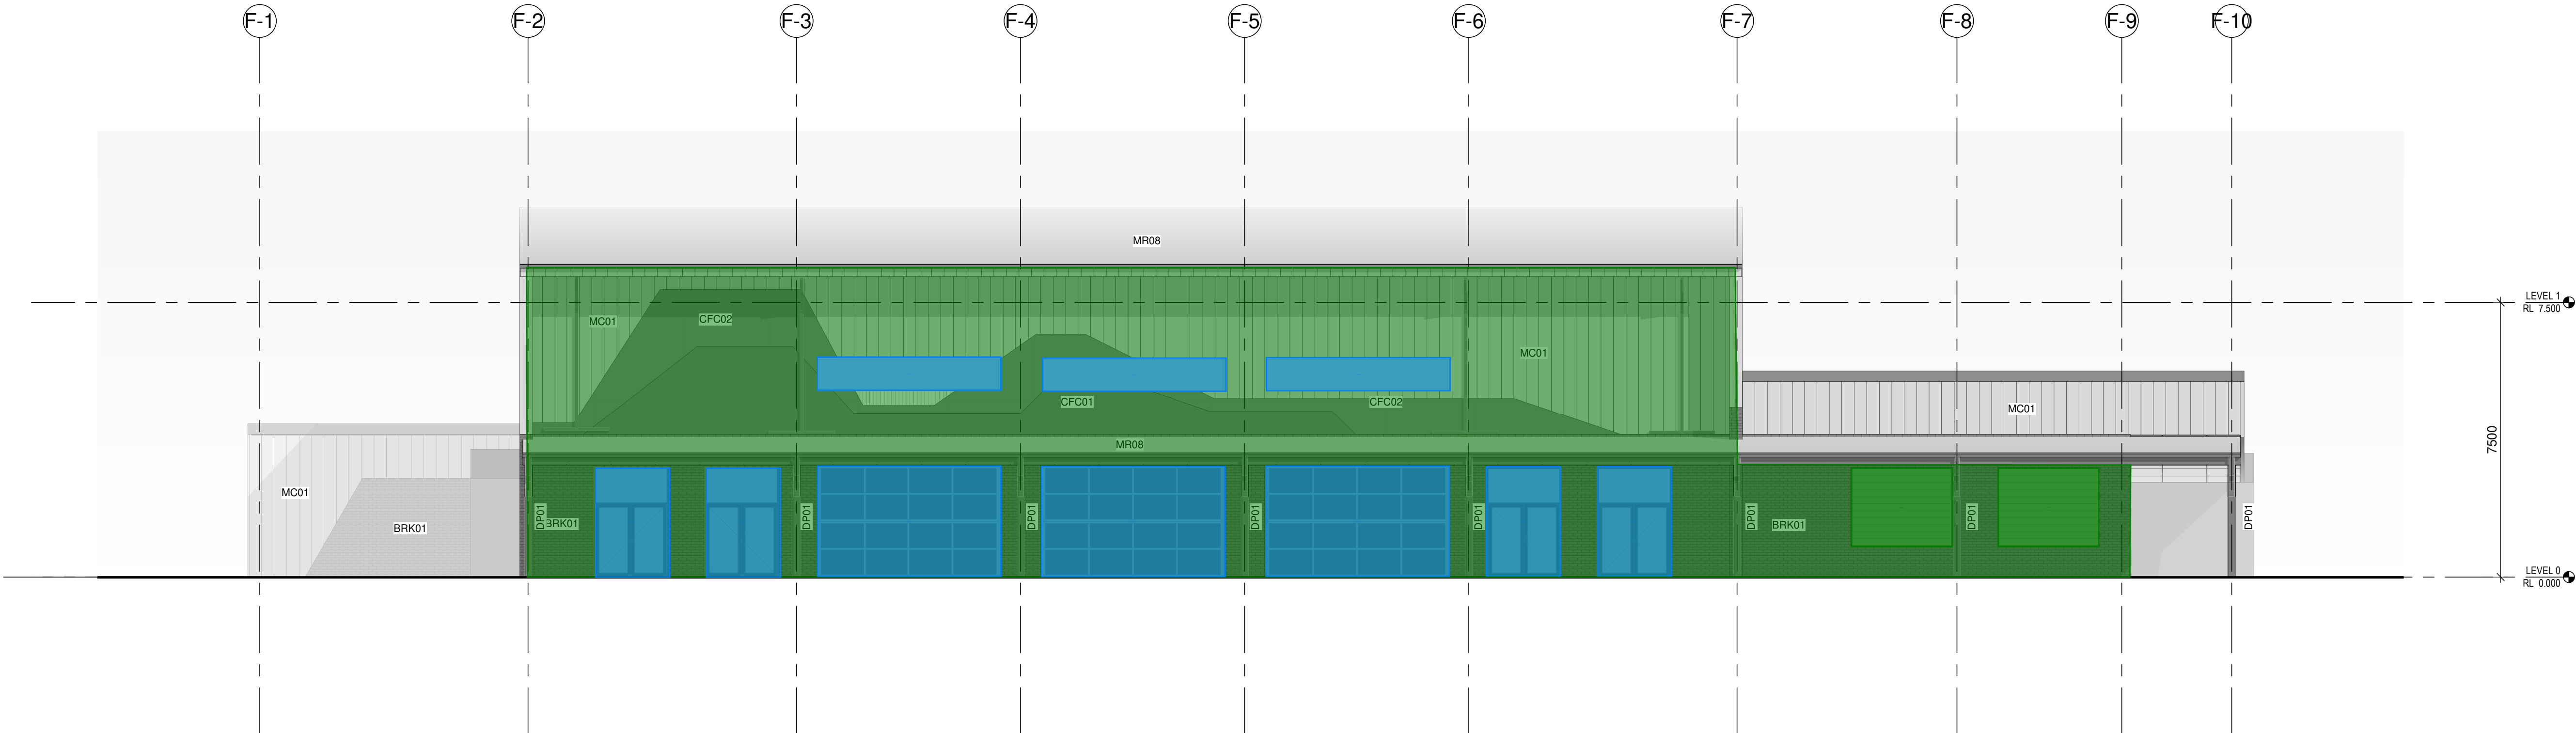 F-1 F-2 F-3 F-4 F-5 F-6 F-7 F-8 F-9 F-10
MR08
LEVEL 1
RL 7.500
MC01 CFC02
MC01
CFC01 CFC02
MC01
MR08
7500
MC01
BRK01
DP01
BRK01
DP01
DP01
DP01
DP01
DP01
BRK01
DP01
DP01
LEVEL 0
RL 0.000